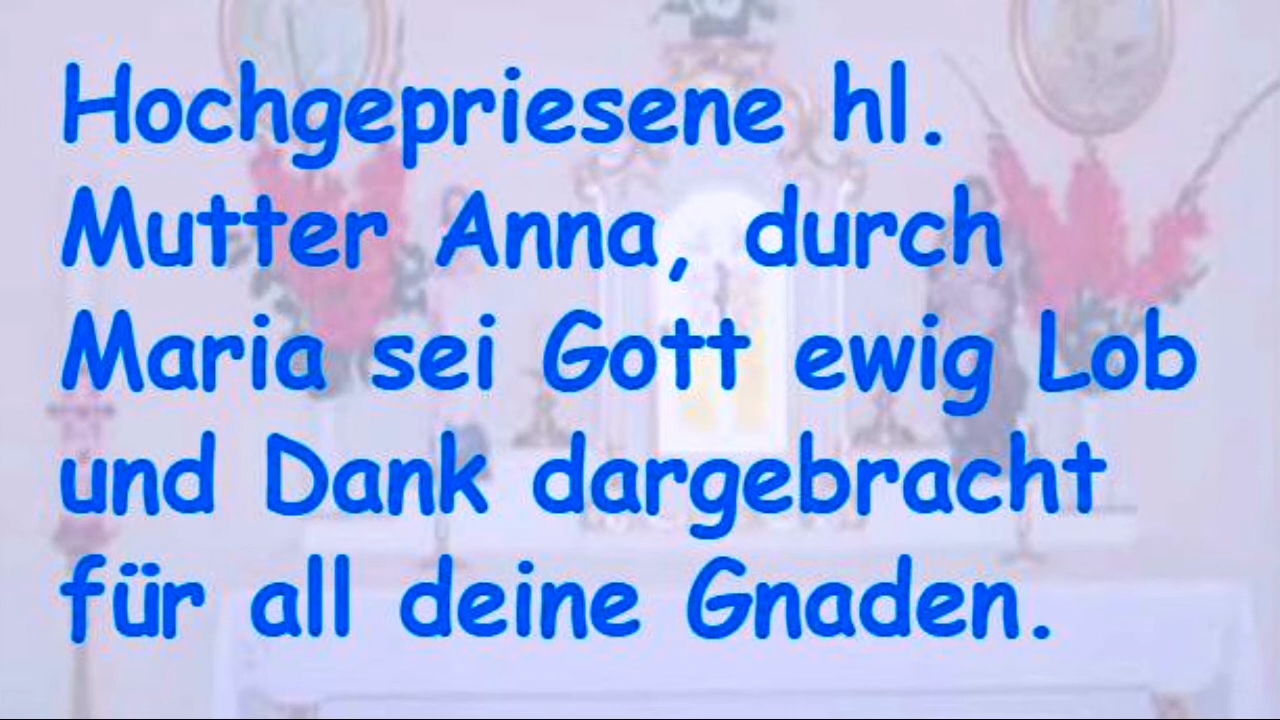 Hochgepriesene hl.
Mutter Anna, durch
Maria sei Gott ewig Lob
und Dank dargebracht
für all deine Gnaden.